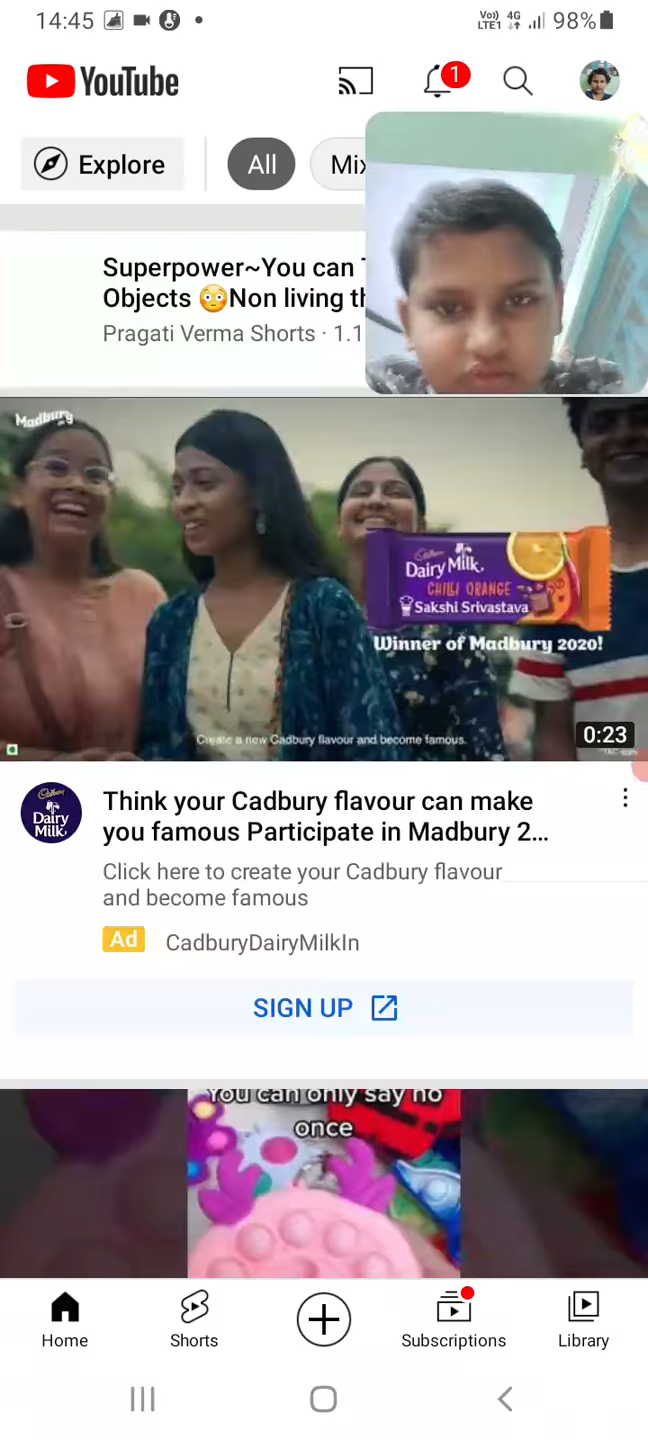 14:45
Vo)) 4G
LTE1
98%
YouTube
1
Explore
All
Mix
Superpower~You can
Objects 😳Non living th
Pragati Verma Shorts · 1.1
Madbury
Cadbury
Dairy Milk
CHILLI ORANGE
Sakshi Srivastava
Winner of Madbury 2020!
Create a new Cadbury flavour and become famous.
0:23
Cadbury
Dairy
Milk
Think your Cadbury flavour can make
you famous Participate in Madbury 2...
Click here to create your Cadbury flavour
and become famous
Ad CadburyDairyMilkIn
SIGN UP
You can only say no
once
Home
Shorts
Subscriptions
Library